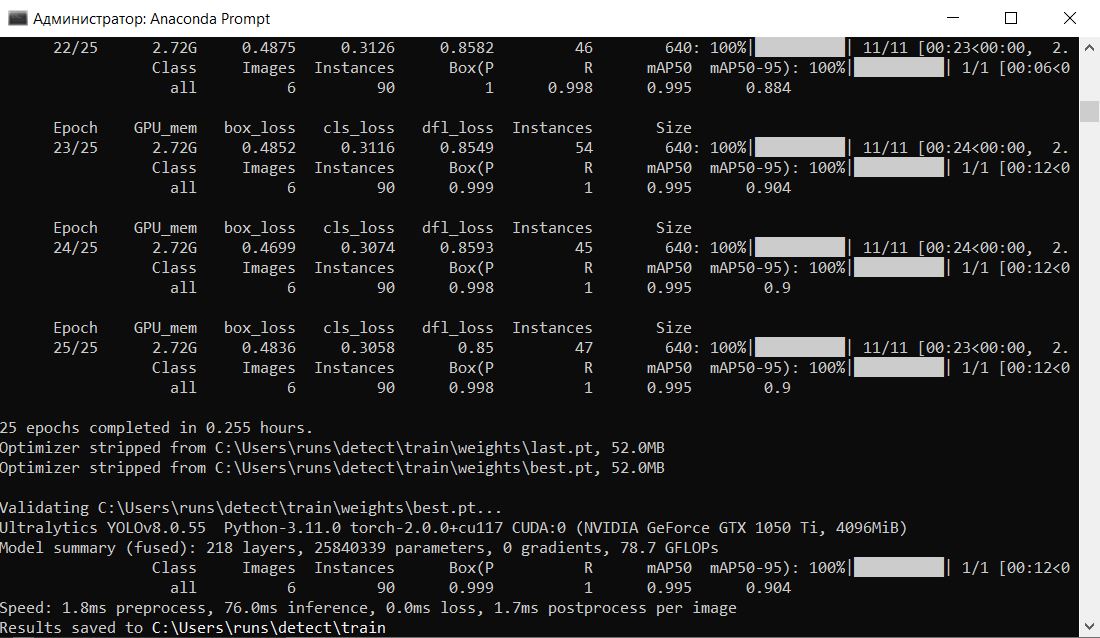 Администратор: Anaconda Prompt
22/25 2.72G 0.4875 0.3126 0.8582 46 640: 100%|██████████| 11/11 [00:23<00:00, 2.
Class Images Instances Box(P R mAP50 mAP50-95): 100%|██████████| 1/1 [00:06<0
all 6 90 1 0.998 0.995 0.884
Epoch GPU_mem box_loss cls_loss dfl_loss Instances Size
23/25 2.72G 0.4852 0.3116 0.8549 54 640: 100%|██████████| 11/11 [00:24<00:00, 2.
Class Images Instances Box(P R mAP50 mAP50-95): 100%|██████████| 1/1 [00:12<0
all 6 90 0.999 1 0.995 0.904
Epoch GPU_mem box_loss cls_loss dfl_loss Instances Size
24/25 2.72G 0.4699 0.3074 0.8593 45 640: 100%|██████████| 11/11 [00:24<00:00, 2.
Class Images Instances Box(P R mAP50 mAP50-95): 100%|██████████| 1/1 [00:12<0
all 6 90 0.998 1 0.995 0.9
Epoch GPU_mem box_loss cls_loss dfl_loss Instances Size
25/25 2.72G 0.4836 0.3058 0.85 47 640: 100%|██████████| 11/11 [00:23<00:00, 2.
Class Images Instances Box(P R mAP50 mAP50-95): 100%|██████████| 1/1 [00:12<0
all 6 90 0.998 1 0.995 0.9
25 epochs completed in 0.255 hours.
Optimizer stripped from C:\Users\runs\detect\train\weights\last.pt, 52.0MB
Optimizer stripped from C:\Users\runs\detect\train\weights\best.pt, 52.0MB
Validating C:\Users\runs\detect\train\weights\best.pt...
Ultralytics YOLOv8.0.55 Python-3.11.0 torch-2.0.0+cu117 CUDA:0 (NVIDIA GeForce GTX 1050 Ti, 4096MiB)
Model summary (fused): 218 layers, 25840339 parameters, 0 gradients, 78.7 GFLOPs
Class Images Instances Box(P R mAP50 mAP50-95): 100%|██████████| 1/1 [00:12<0
all 6 90 0.999 1 0.995 0.904
Speed: 1.8ms preprocess, 76.0ms inference, 0.0ms loss, 1.7ms postprocess per image
Results saved to C:\Users\runs\detect\train